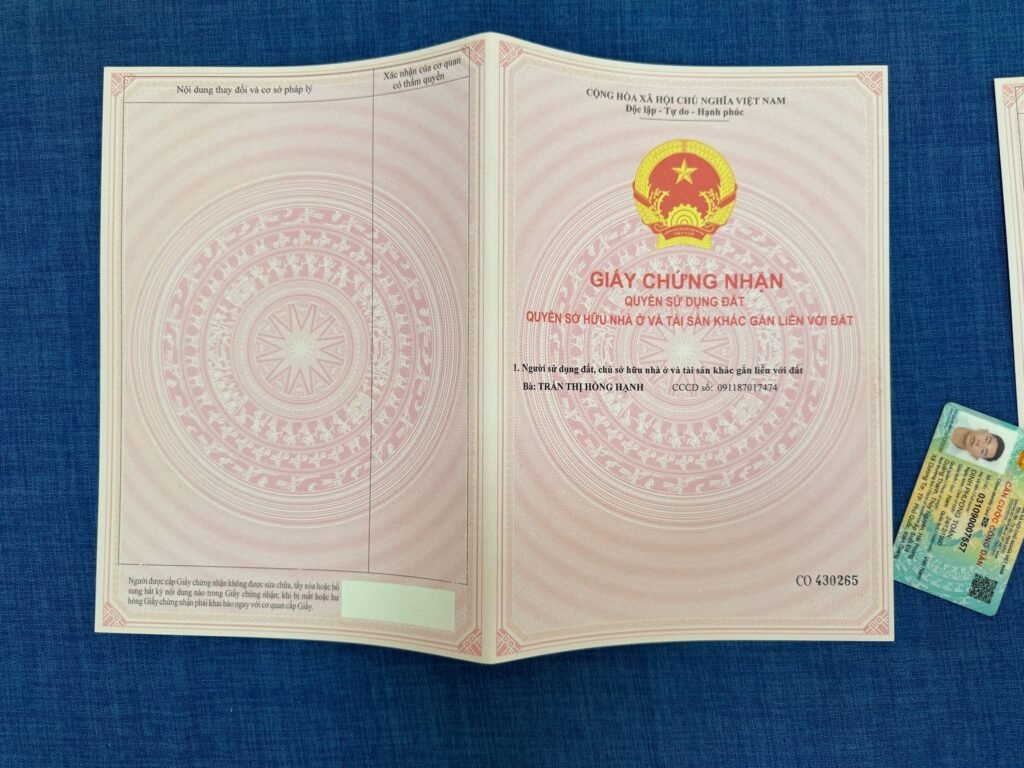 Nội dung thay đổi và cơ sở pháp lý
Xác nhận của cơ quan
có thẩm quyền
Người được cấp Giấy chứng nhận không được sửa chữa, tẩy xóa hoặc bổ
sung bất kỳ nội dung nào trong Giấy chứng nhận; khi bị mất hoặc hư
hỏng Giấy chứng nhận phải khai báo ngay với cơ quan cấp Giấy.
CỘNG HÒA XÃ HỘI CHỦ NGHĨA VIỆT NAM
Độc lập - Tự do - Hạnh phúc
GIẤY CHỨNG NHẬN
QUYỀN SỬ DỤNG ĐẤT
QUYỀN SỞ HỮU NHÀ Ở VÀ TÀI SẢN KHÁC GẮN LIỀN VỚI ĐẤT
1. Người sử dụng đất, chủ sở hữu nhà ở và tài sản khác gắn liền với đất
Bà: TRẦN THỊ HỒNG HẠNH CCCD số: 091187017474
CO 430265
CĂN CƯỚC CÔNG DÂN
031090007657
TOÀN